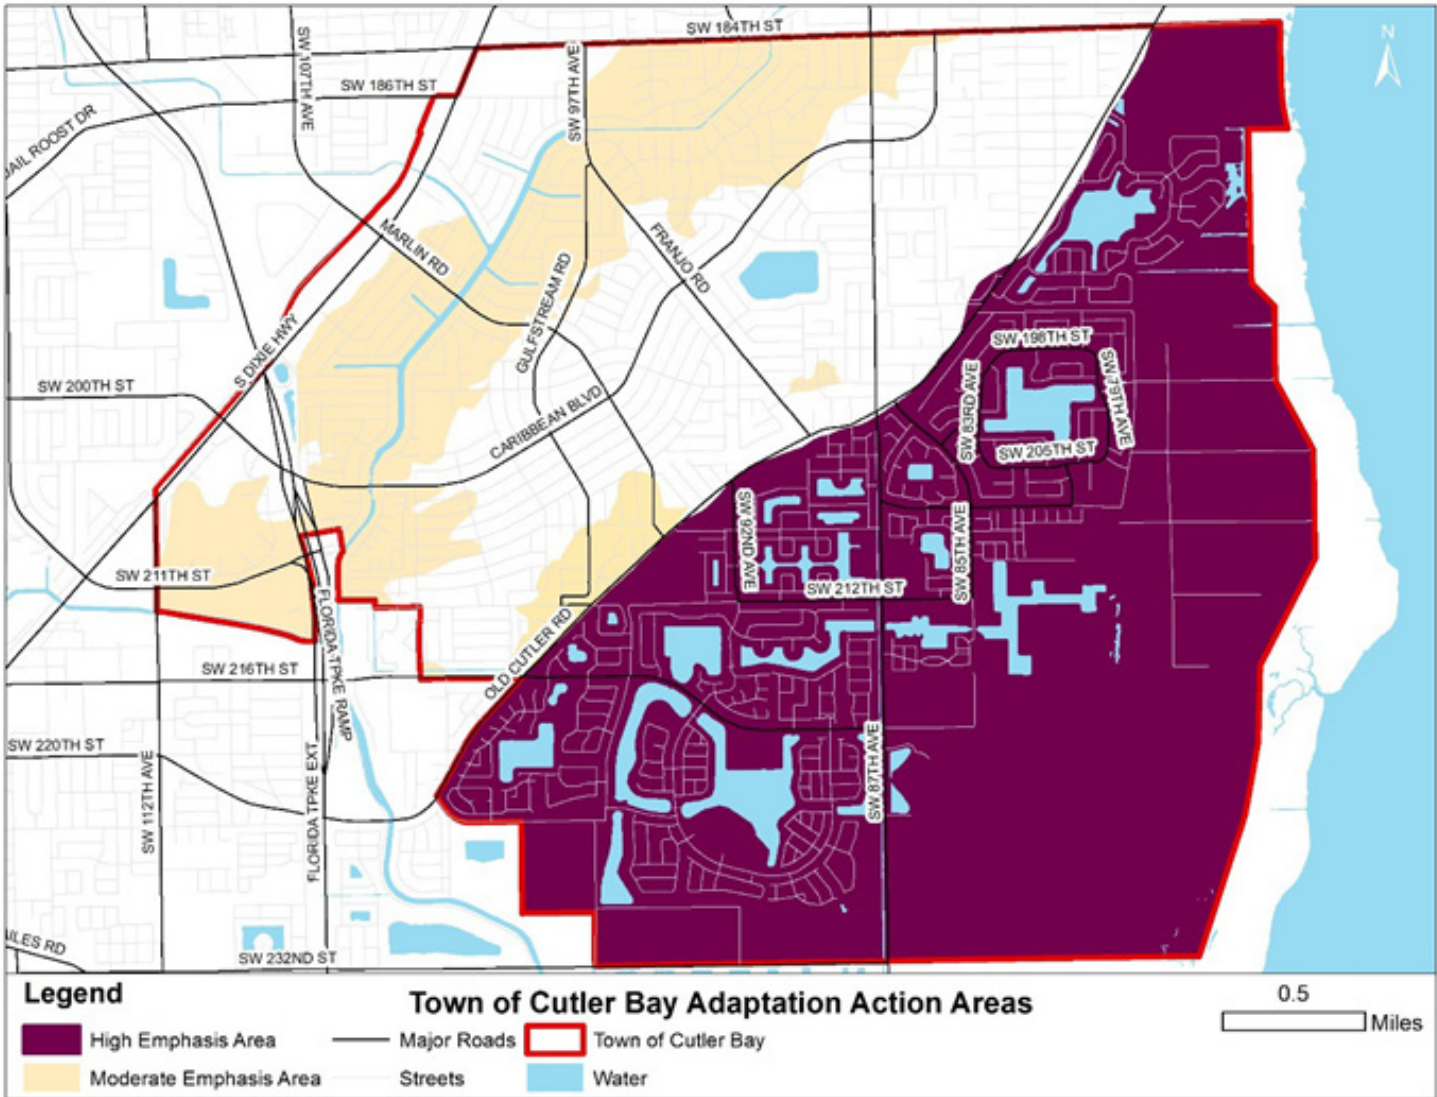 SW 184TH ST
N
SW 107TH AVE
SW 97TH AVE
SW 186TH ST
AIL ROOST DR
MARLIN RD
FRANJO RD
GULFSTREAM RD
S DIXIE HWY
SW 198TH ST
SW 200TH ST
SW 83RD AVE
SW 79TH AVE
CARIBBEAN BLVD
SW 205TH ST
SW 92ND AVE
SW 85TH AVE
SW 211TH ST
SW 212TH ST
FLORIDA TPKE RAMP
OLD CUTLER RD
SW 216TH ST
SW 220TH ST
SW 112TH AVE
FLORIDA TPKE EXT
SW 87TH AVE
ILES RD
SW 232ND ST
Legend
Town of Cutler Bay Adaptation Action Areas
0.5
Miles
High Emphasis Area
Major Roads
Town of Cutler Bay
Moderate Emphasis Area
Streets
Water